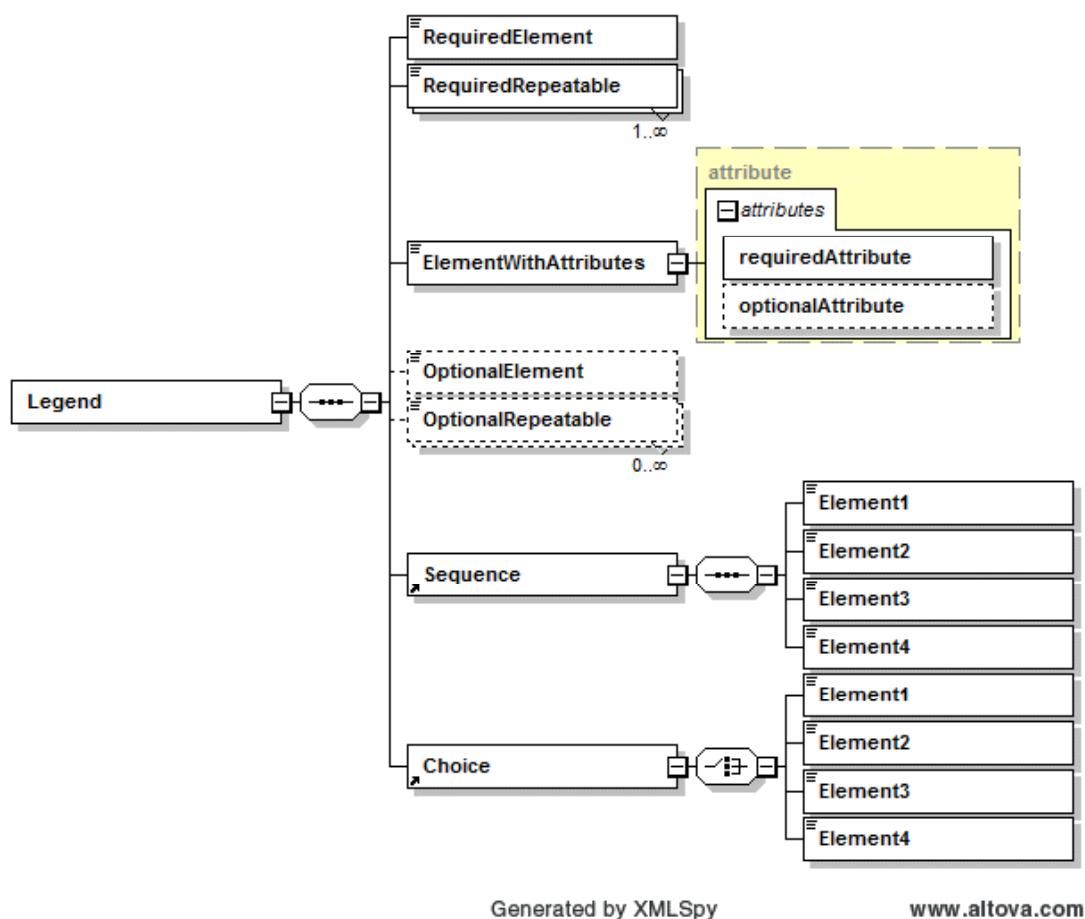 RequiredElement
RequiredRepeatable
1..∞
attribute
attributes
ElementWithAttributes
requiredAttribute
optionalAttribute
OptionalElement
Legend
OptionalRepeatable
0..∞
Element1
Element2
Sequence
Element3
Element4
Element1
Element2
Choice
Element3
Element4
Generated by XMLSpy www.altova.com